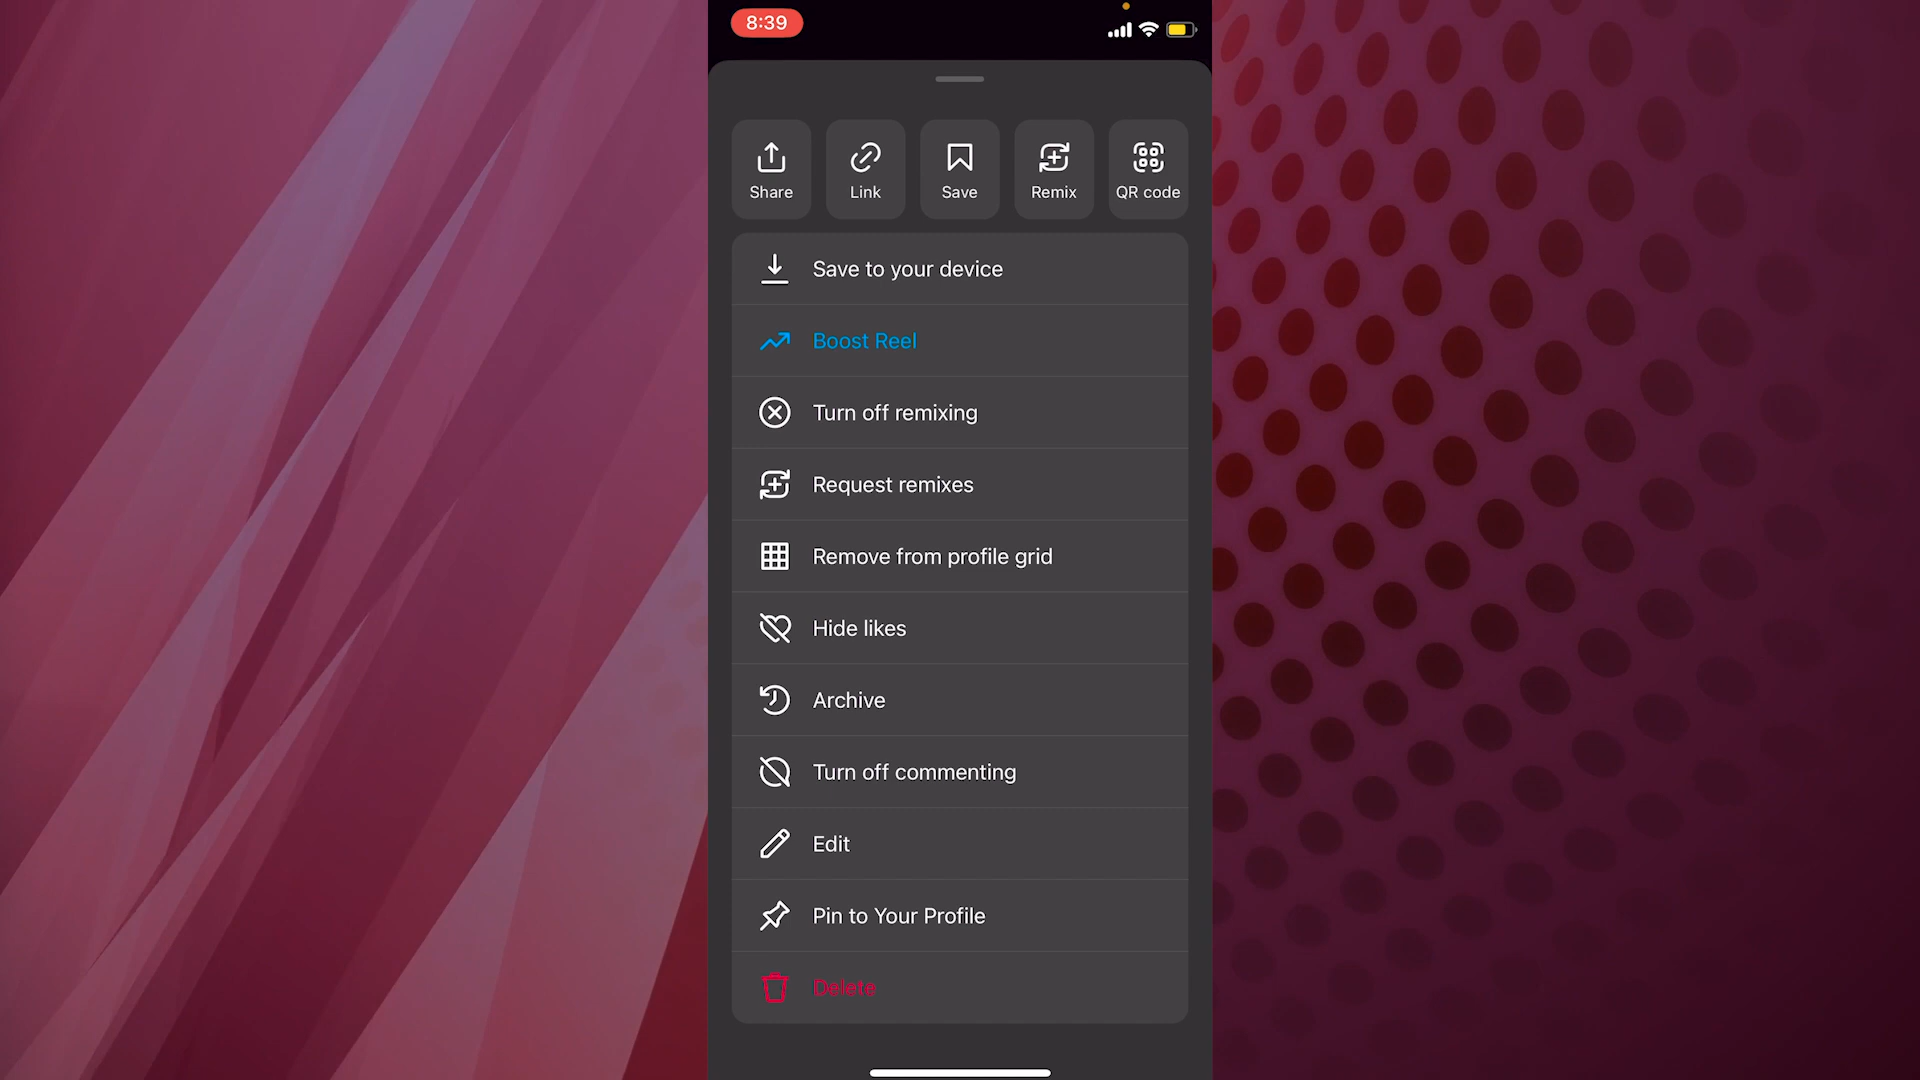 8:39
Share
Link
Save
Remix
QR code
Save to your device
Boost Reel
Turn off remixing
Request remixes
Remove from profile grid
Hide likes
Archive
Turn off commenting
Edit
Pin to Your Profile
Delete